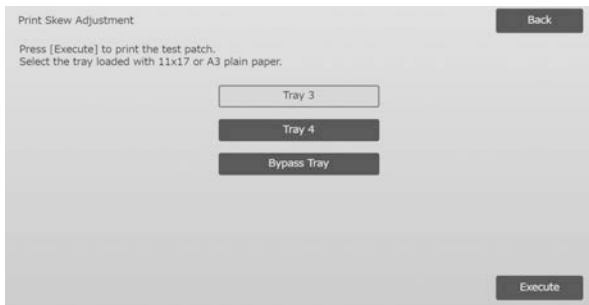 Print Skew Adjustment
Back
Press [Execute] to print the test patch.
Select the tray loaded with 11x17 or A3 plain paper.
Tray 3
Tray 4
Bypass Tray
Execute